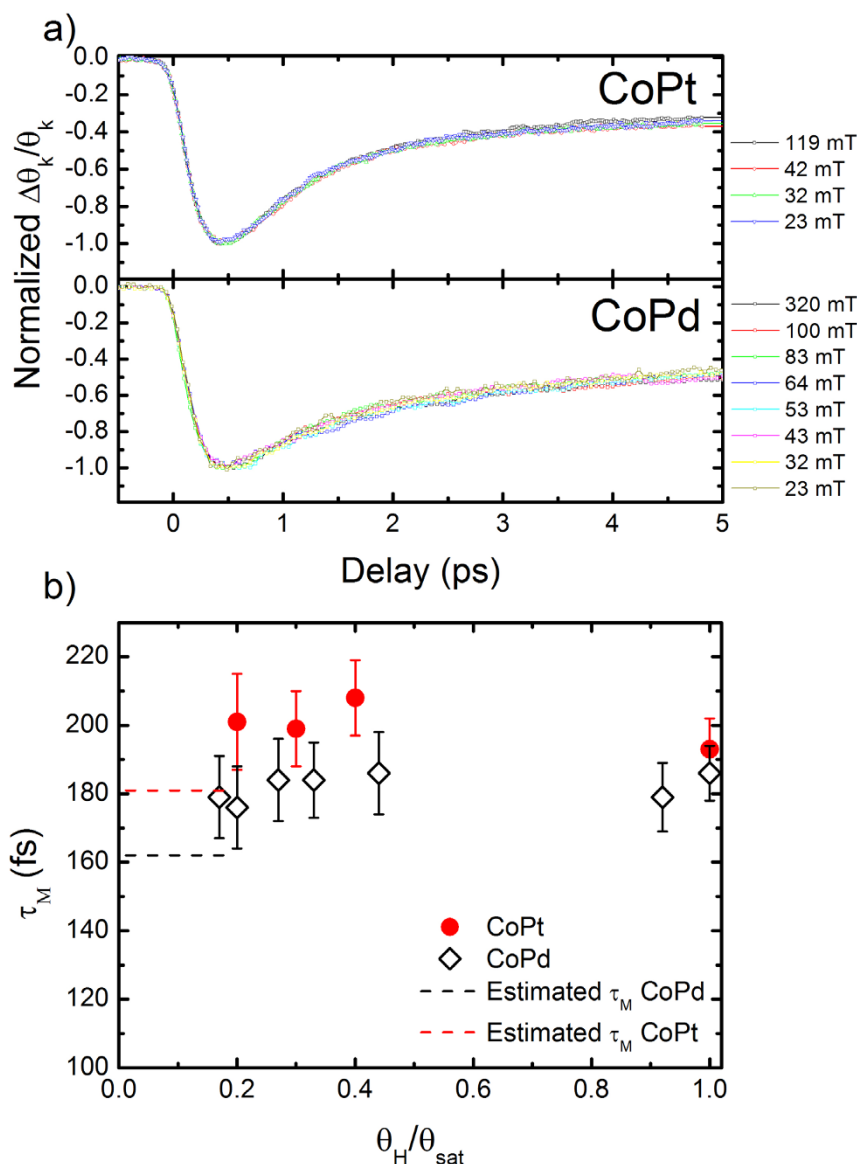 a)
0.0
-0.2
-0.4
-0.6
-0.8
-1.0
CoPt
119 mT
42 mT
32 mT
23 mT
Normalized Δθk/θk
0.0
-0.2
-0.4
-0.6
-0.8
-1.0
CoPd
320 mT
100 mT
83 mT
64 mT
53 mT
43 mT
32 mT
23 mT
0 1 2 3 4 5
Delay (ps)
b)
220
200
180
160
140
120
100
τM (fs)
CoPt
CoPd
Estimated τM CoPd
Estimated τM CoPt
0.0 0.2 0.4 0.6 0.8 1.0
θH/θsat